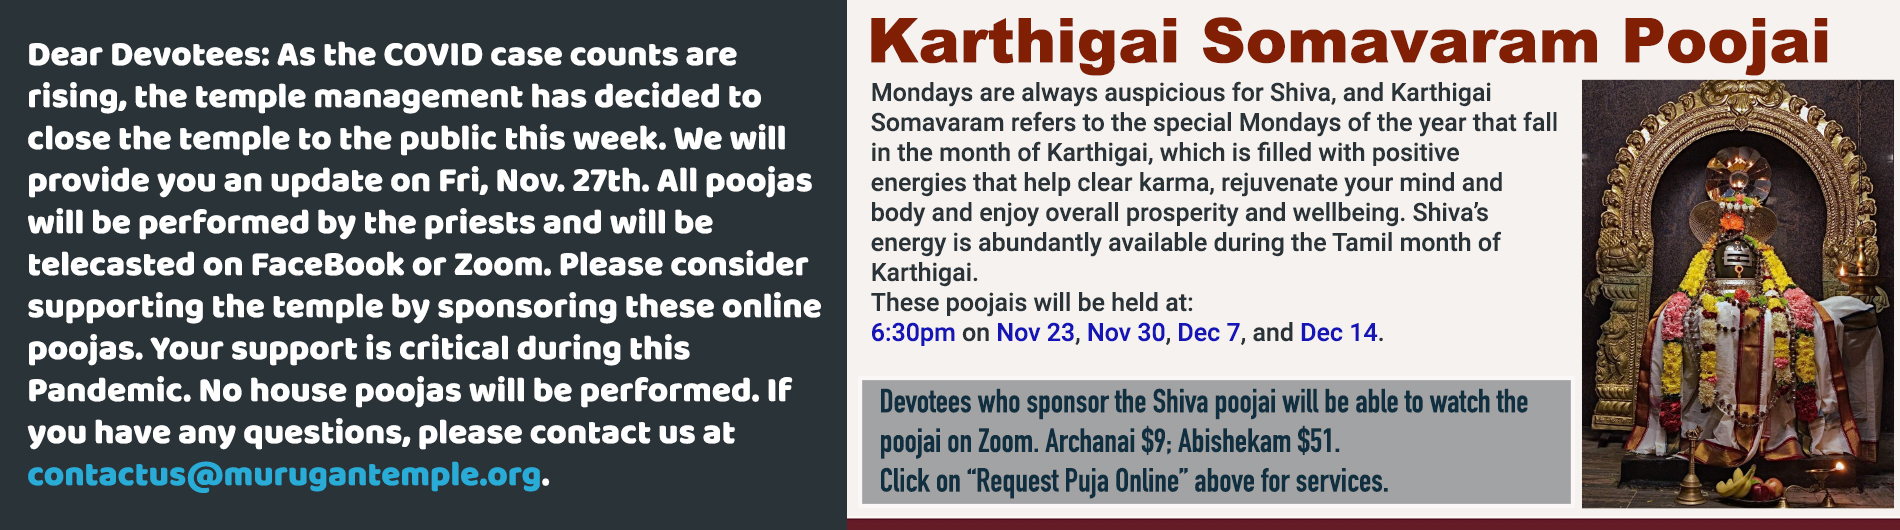 Dear Devotees: As the COVID case counts are
rising, the temple management has decided to
close the temple to the public this week. We will
provide you an update on Fri, Nov. 27th. All poojas
will be performed by the priests and will be
telecasted on FaceBook or Zoom. Please consider
supporting the temple by sponsoring these online
poojas. Your support is critical during this
Pandemic. No house poojas will be performed. If
you have any questions, please contact us at
contactus@murugantemple.org.
Karthigai Somavaram Poojai
Mondays are always auspicious for Shiva, and Karthigai
Somavaram refers to the special Mondays of the year that fall
in the month of Karthigai, which is filled with positive
energies that help clear karma, rejuvenate your mind and
body and enjoy overall prosperity and wellbeing. Shiva’s
energy is abundantly available during the Tamil month of
Karthigai.
These poojais will be held at:
6:30pm on Nov 23, Nov 30, Dec 7, and Dec 14.
Devotees who sponsor the Shiva poojai will be able to watch the
poojai on Zoom. Archanai $9; Abishekam $51.
Click on “Request Puja Online” above for services.